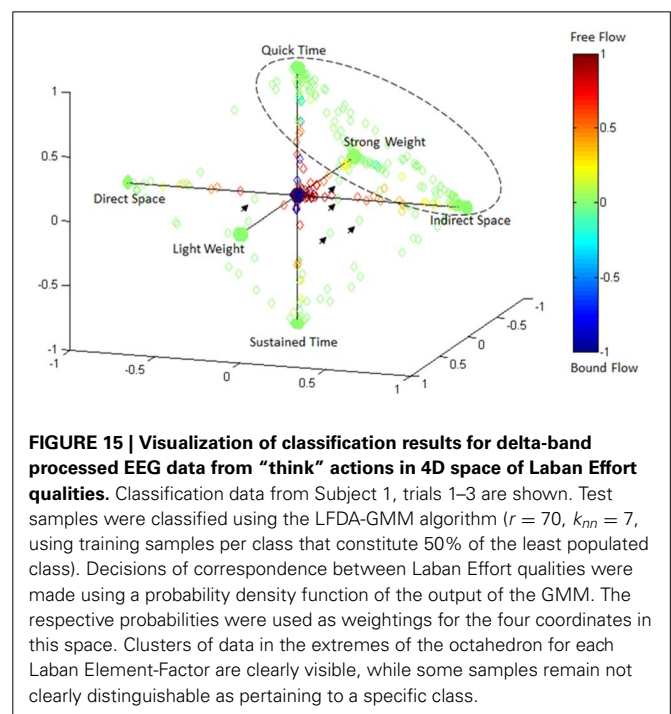 Quick Time
Free Flow
1
1
0.5
Strong Weight
0.5
0
Direct Space
Indirect Space
0
-0.5
Light Weight
-1
-0.5
-0.5
0
Sustained Time
0.5
-1
-1
-1
-0.5
0
0.5
1
1
Bound Flow
FIGURE 15 | Visualization of classification results for delta-band
processed EEG data from “think” actions in 4D space of Laban Effort
qualities. Classification data from Subject 1, trials 1–3 are shown. Test
samples were classified using the LFDA-GMM algorithm (r = 70, knn = 7,
using training samples per class that constitute 50% of the least populated
class). Decisions of correspondence between Laban Effort qualities were
made using a probability density function of the output of the GMM. The
respective probabilities were used as weightings for the four coordinates in
this space. Clusters of data in the extremes of the octahedron for each
Laban Element-Factor are clearly visible, while some samples remain not
clearly distinguishable as pertaining to a specific class.